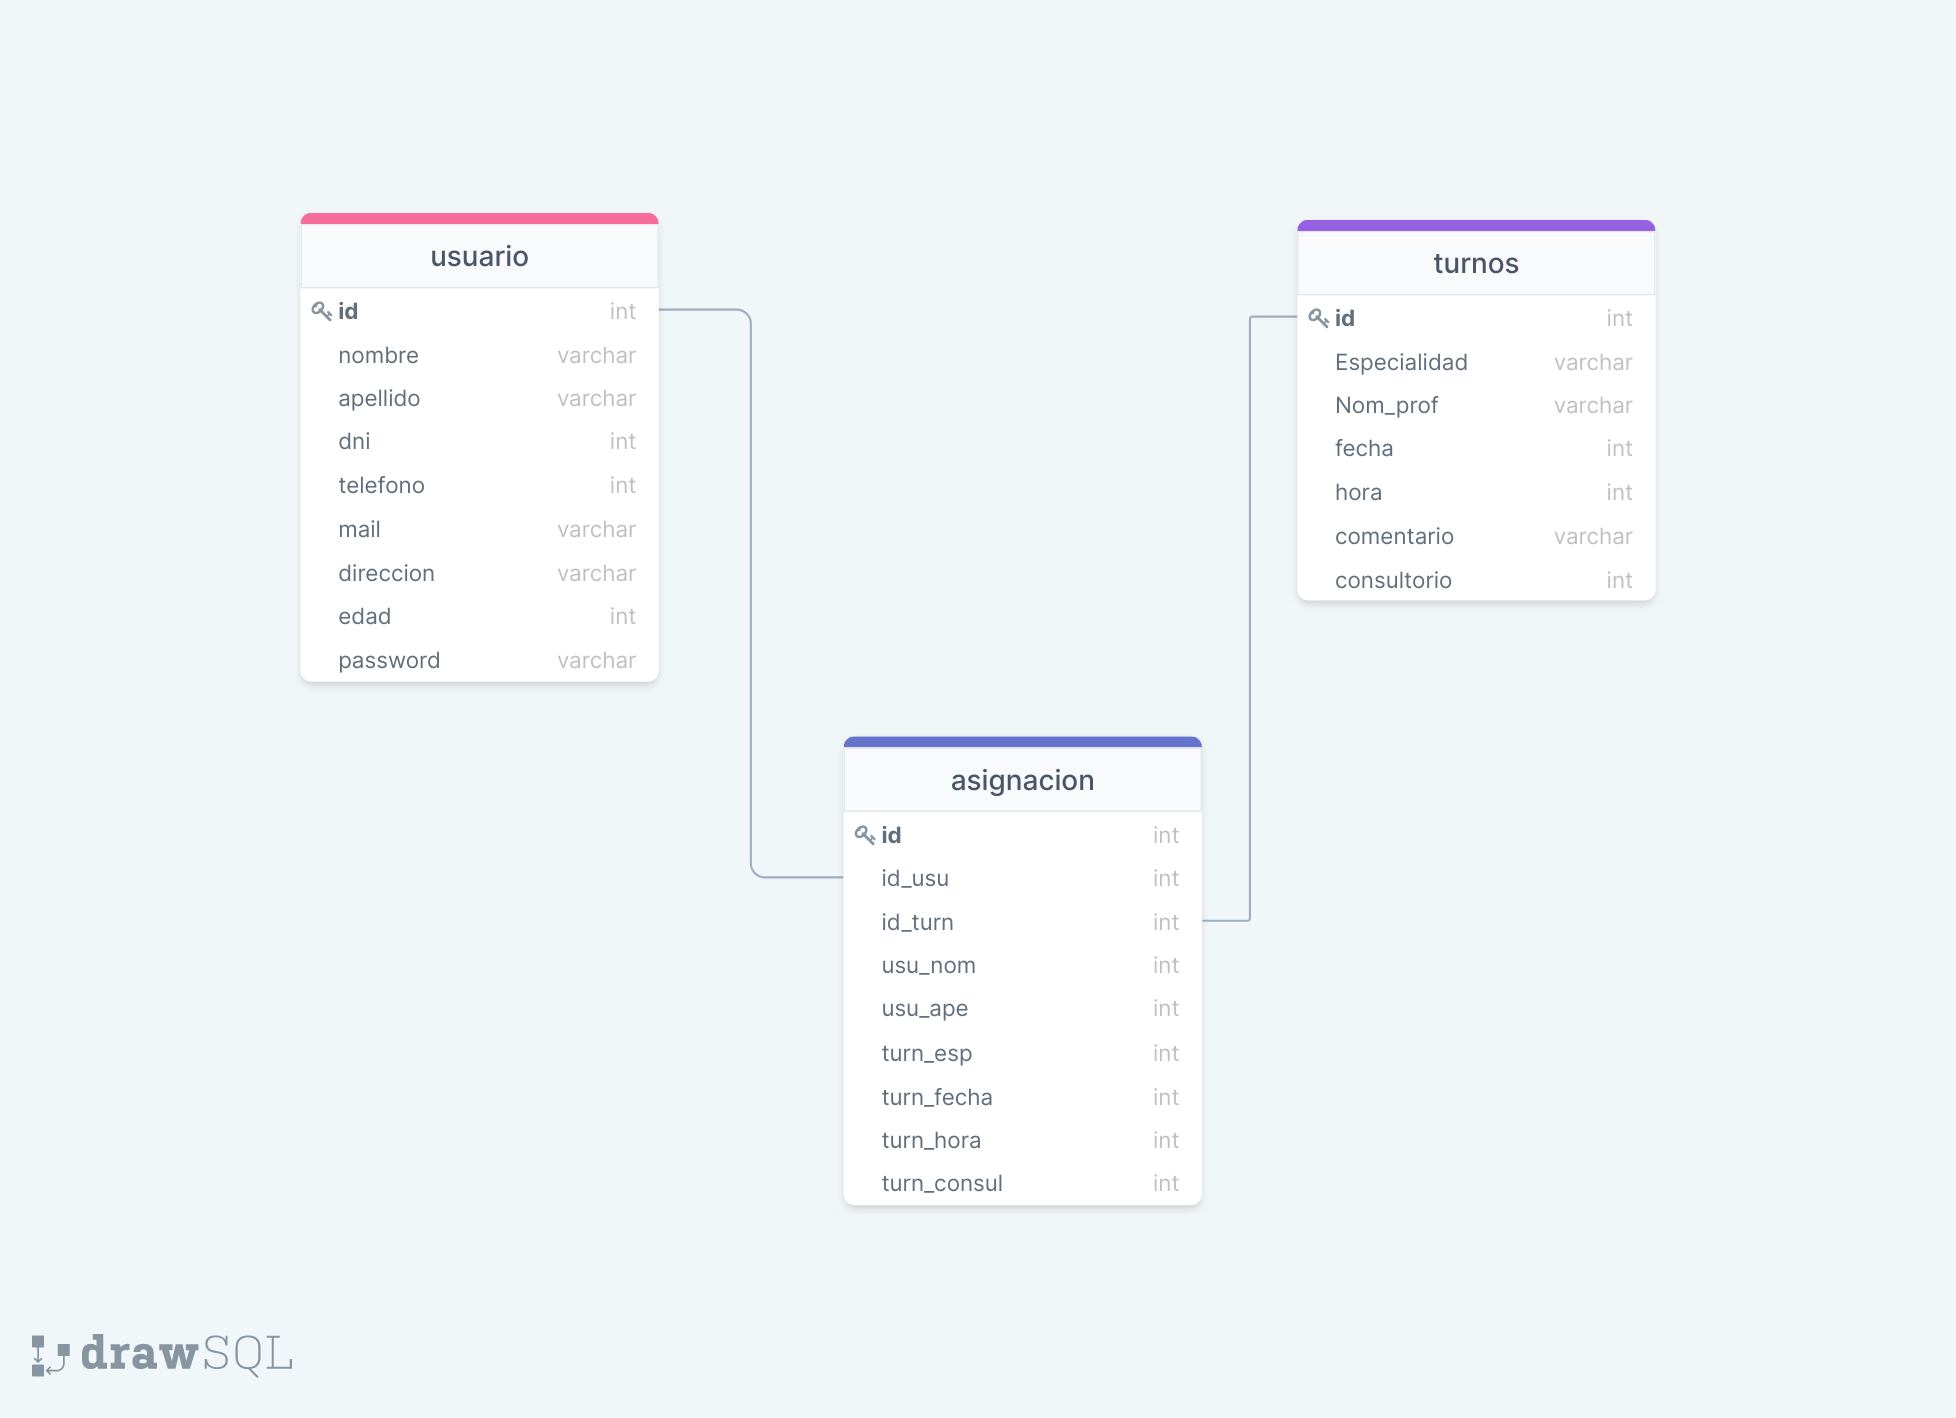 usuario
id int
nombre varchar
apellido varchar
dni int
telefono int
mail varchar
direccion varchar
edad int
password varchar
turnos
id int
Especialidad varchar
Nom_prof varchar
fecha int
hora int
comentario varchar
consultorio int
asignacion
id int
id_usu int
id_turn int
usu_nom int
usu_ape int
turn_esp int
turn_fecha int
turn_hora int
turn_consul int
drawSQL